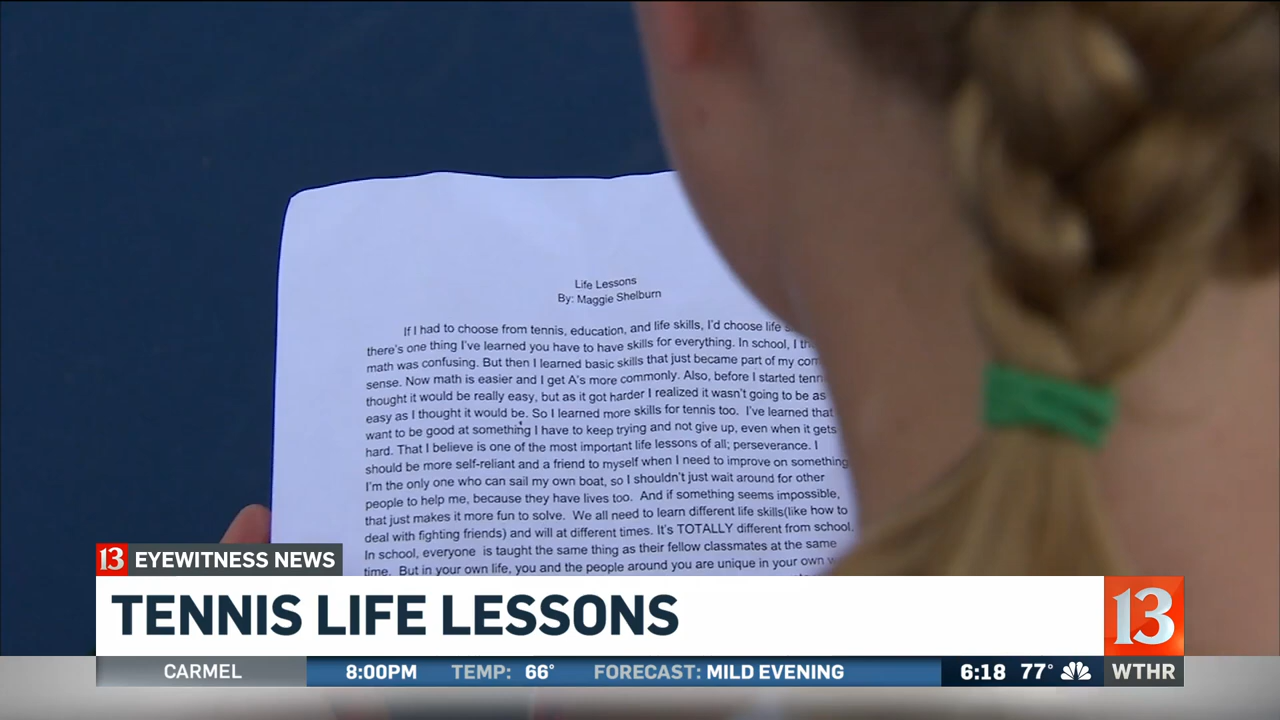 Life Lessons
By: Maggie Shelburn
If I had to choose from tennis, education, and life skills, I'd choose life
there's one thing I've learned you have to have skills for everything. In school, I
math was confusing. But then I learned basic skills that just became part of my
sense. Now math is easier and I get A's more commonly. Also, before I started
thought it would be really easy, but as it got harder I realized it wasn't going to be as
easy as I thought it would be. So I learned more skills for tennis too. I've learned that
want to be good at something I have to keep trying and not give up, even when it gets
hard. That I believe is one of the most important life lessons of all; perseverance. I
should be more self-reliant and a friend to myself when I need to improve on something
I'm the only one who can sail my own boat, so I shouldn't just wait around for other
people to help me, because they have lives too. And if something seems impossible,
that just makes it more fun to solve. We all need to learn different life skills(like how to
deal with fighting friends) and will at different times. It's TOTALLY different from school.
In school, everyone is taught the same thing as their fellow classmates at the same
time. But in your own life, you and the people around you are unique in your own
13 EYEWITNESS NEWS
TENNIS LIFE LESSONS
13
CARMEL 8:00PM TEMP: 66° FORECAST: MILD EVENING 6:18 77° WTHR